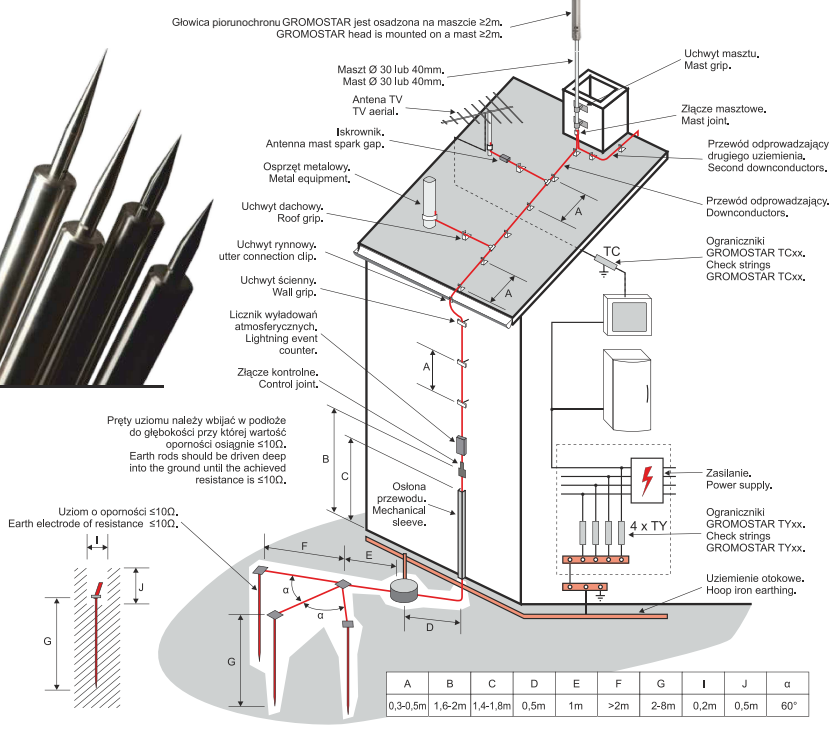 Głowica piorunochronu GROMOSTAR jest osadzona na maszcie ≥2m.
GROMOSTAR head is mounted on a mast ≥2m.
Maszt Ø 30 lub 40mm.
Mast Ø 30 lub 40mm.
Antena TV
TV aerial.
Iskrownik.
Antenna mast spark gap.
Osprzęt metalowy.
Metal equipment.
Uchwyt dachowy.
Roof grip.
Uchwyt rynnowy.
utter connection clip.
Uchwyt ścienny.
Wall grip.
Licznik wyładowań
atmosferycznych.
Lightning event
counter.
Złącze kontrolne.
Control joint.
Pręty uziomu należy wbijać w podłoże
do głębokości przy której wartość
oporności osiągnie ≤10Ω.
Earth rods should be driven deep
into the ground until the achieved
resistance is ≤10Ω.
Uziom o oporności ≤10Ω.
Earth electrode of resistance ≤10Ω.
Osłona
przewodu.
Mechanical
sleeve.
Uchwyt masztu.
Mast grip.
Złącze masztowe.
Mast joint.
Przewód odprowadzający
drugiego uziemienia.
Second downconductors.
Przewód odprowadzający.
Downconductors.
Ograniczniki
GROMOSTAR TCxx.
Check strings
GROMOSTAR TCxx.
TC
Zasilanie.
Power supply.
Ograniczniki
GROMOSTAR TYxx.
Check strings
GROMOSTAR TYxx.
4 x TY
Uziemienie otokowe.
Hoop iron earthing.
A
A
A
B
C
F
E
D
α
α
G
I
J
G
A B C D E F G I J α
0,3-0,5m 1,6-2m 1,4-1,8m 0,5m 1m >2m 2-8m 0,2m 0,5m 60°